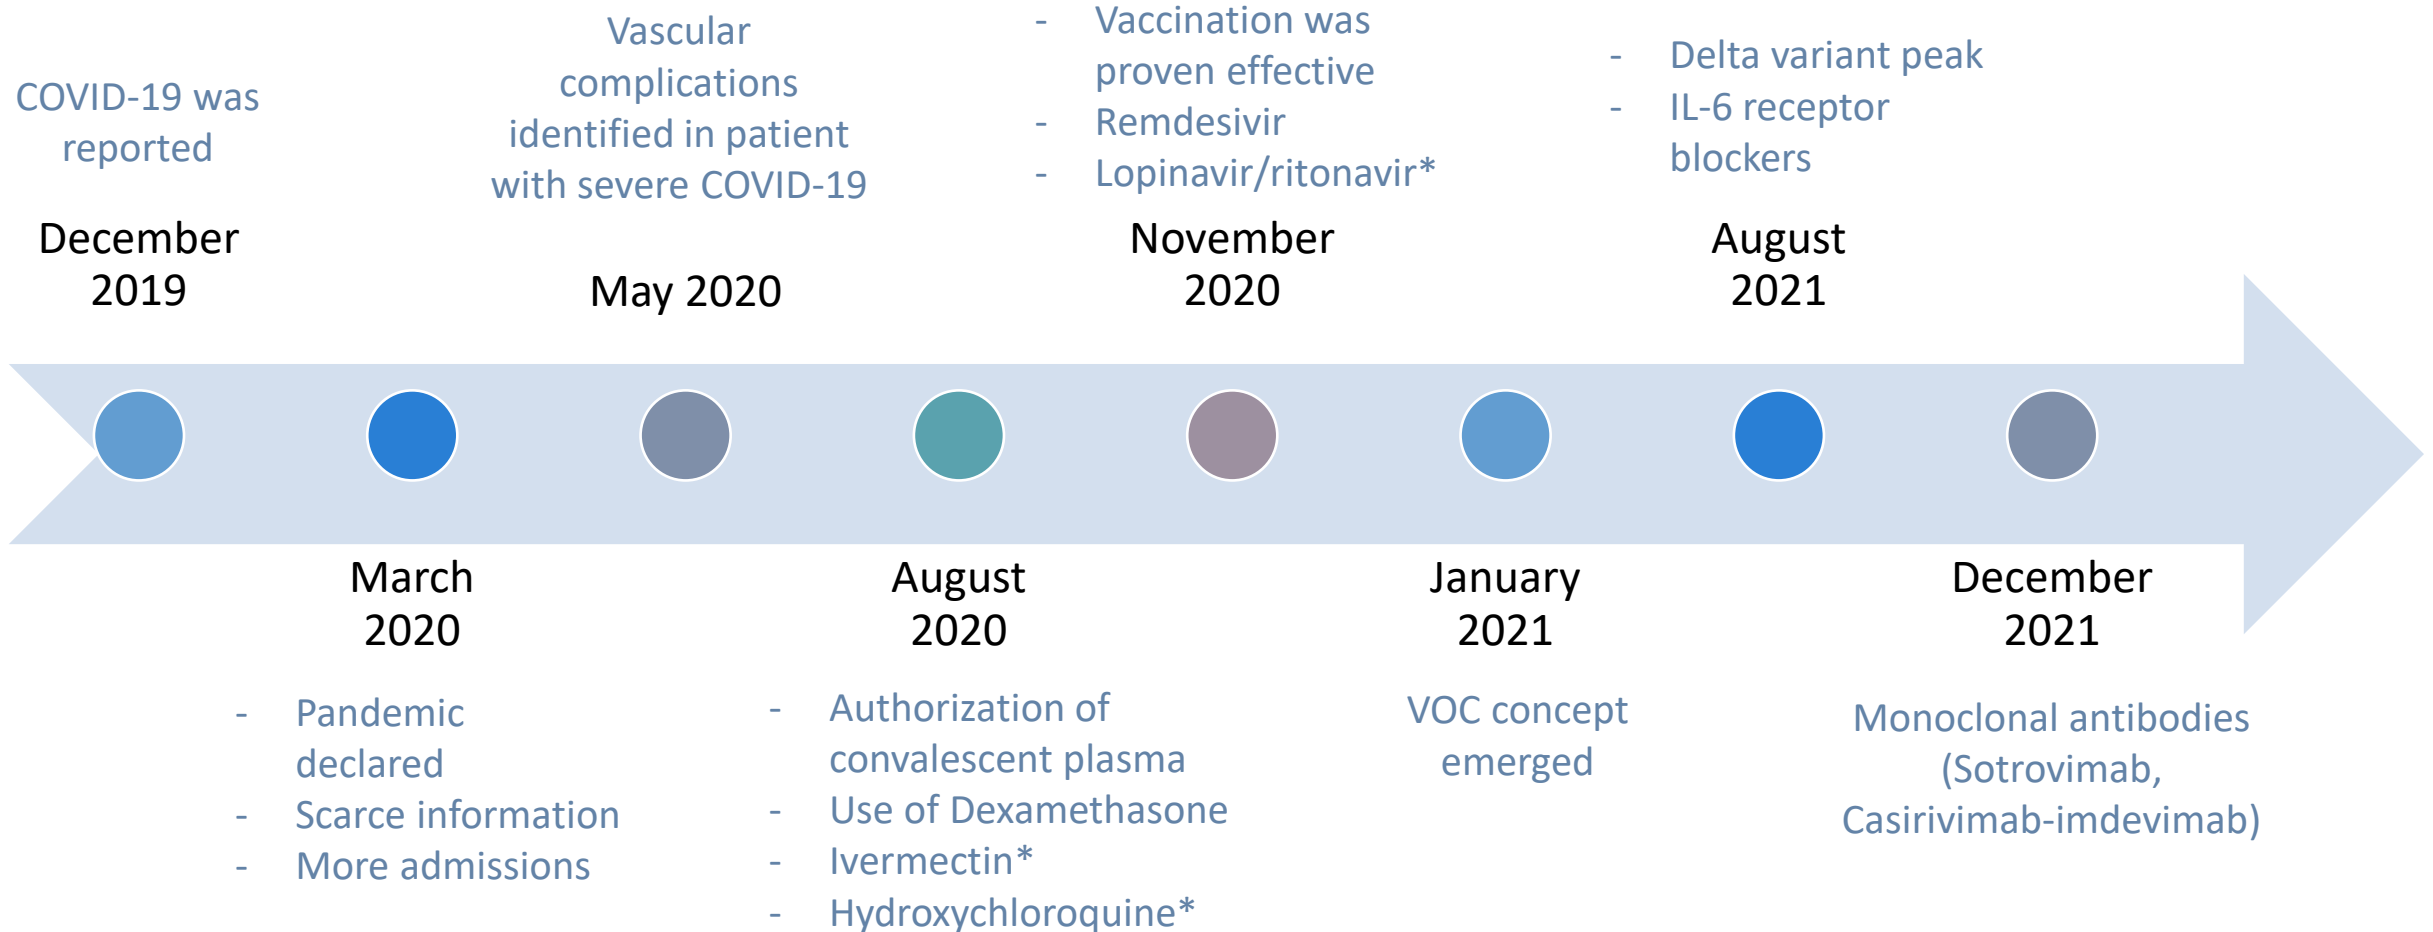 COVID-19 was
reported
December
2019
March
2020
- Pandemic
declared
- Scarce information
- More admissions
Vascular
complications
identified in patient
with severe COVID-19
May 2020
August
2020
- Authorization of
convalescent plasma
- Use of Dexamethasone
- Ivermectin*
- Hydroxychloroquine*
- Vaccination was
proven effective
- Remdesivir
- Lopinavir/ritonavir*
November
2020
January
2021
VOC concept
emerged
- Delta variant peak
- IL-6 receptor
blockers
August
2021
December
2021
Monoclonal antibodies
(Sotrovimab,
Casirivimab-imdevimab)